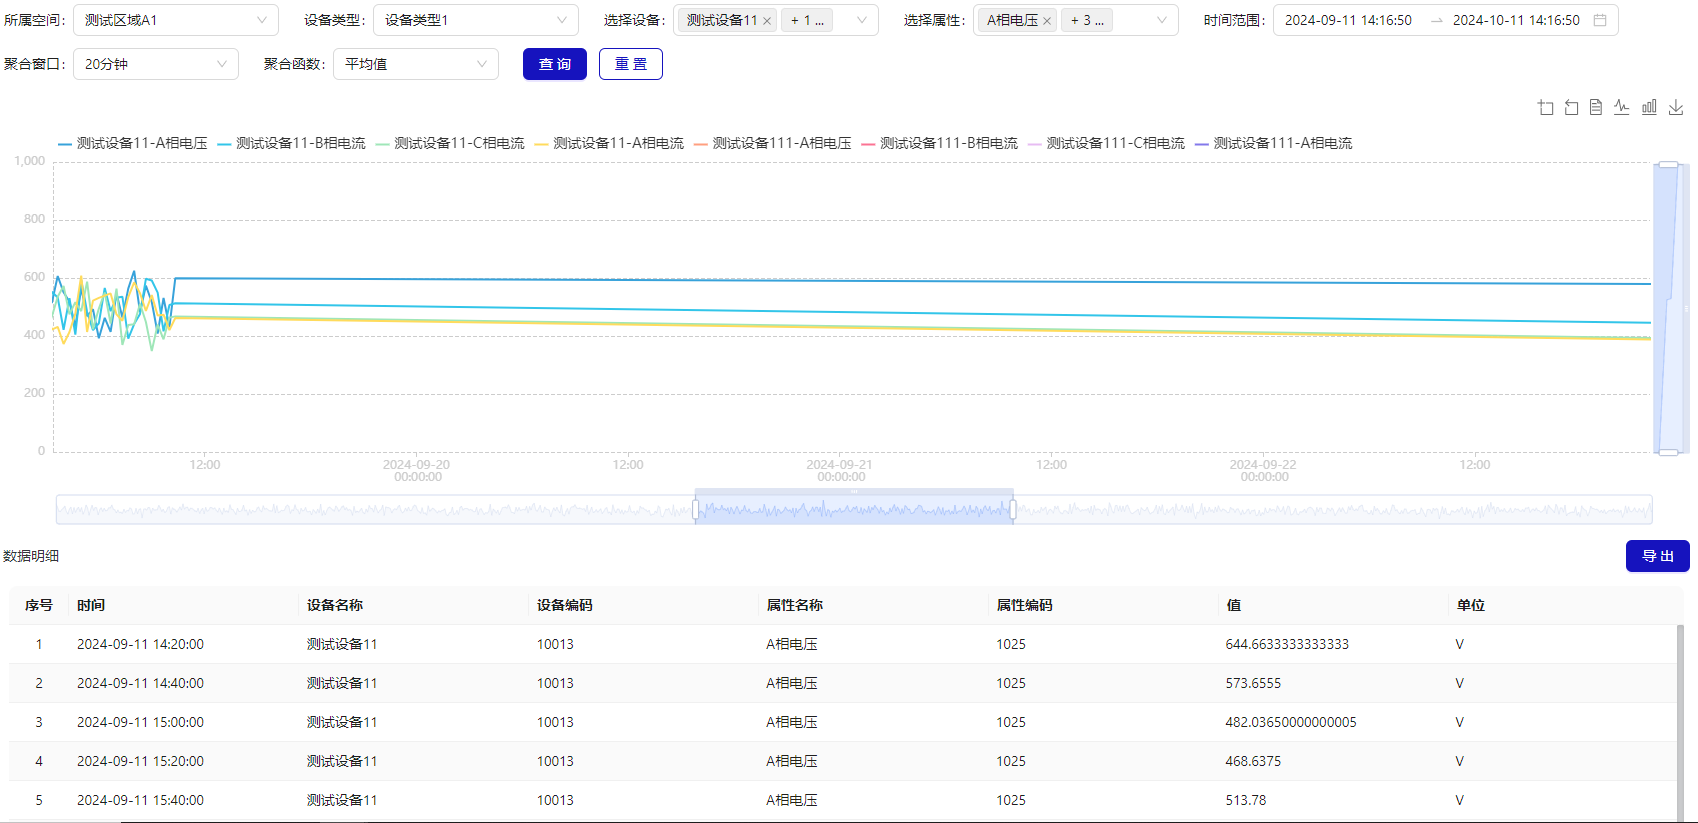 所属空间: 测试区域A1 设备类型: 设备类型1 选择设备: 测试设备11 × + 1 ... 选择属性: A相电压 × + 3 ... 时间范围: 2024-09-11 14:16:50 → 2024-10-11 14:16:50
聚合窗口: 20分钟 聚合函数: 平均值 查 询 重 置
测试设备11-A相电压 测试设备11-B相电流 测试设备11-C相电流 测试设备11-A相电流 测试设备111-A相电压 测试设备111-B相电流 测试设备111-C相电流 测试设备111-A相电流
1,000
800
600
400
200
0
12:00 2024-09-20 12:00 2024-09-21 12:00 2024-09-22 12:00
00:00:00 00:00:00 00:00:00
数据明细 导 出
序号 时间 设备名称 设备编码 属性名称 属性编码 值 单位
1 2024-09-11 14:20:00 测试设备11 10013 A相电压 1025 644.6633333333333 V
2 2024-09-11 14:40:00 测试设备11 10013 A相电压 1025 573.6555 V
3 2024-09-11 15:00:00 测试设备11 10013 A相电压 1025 482.03650000000005 V
4 2024-09-11 15:20:00 测试设备11 10013 A相电压 1025 468.6375 V
5 2024-09-11 15:40:00 测试设备11 10013 A相电压 1025 513.78 V